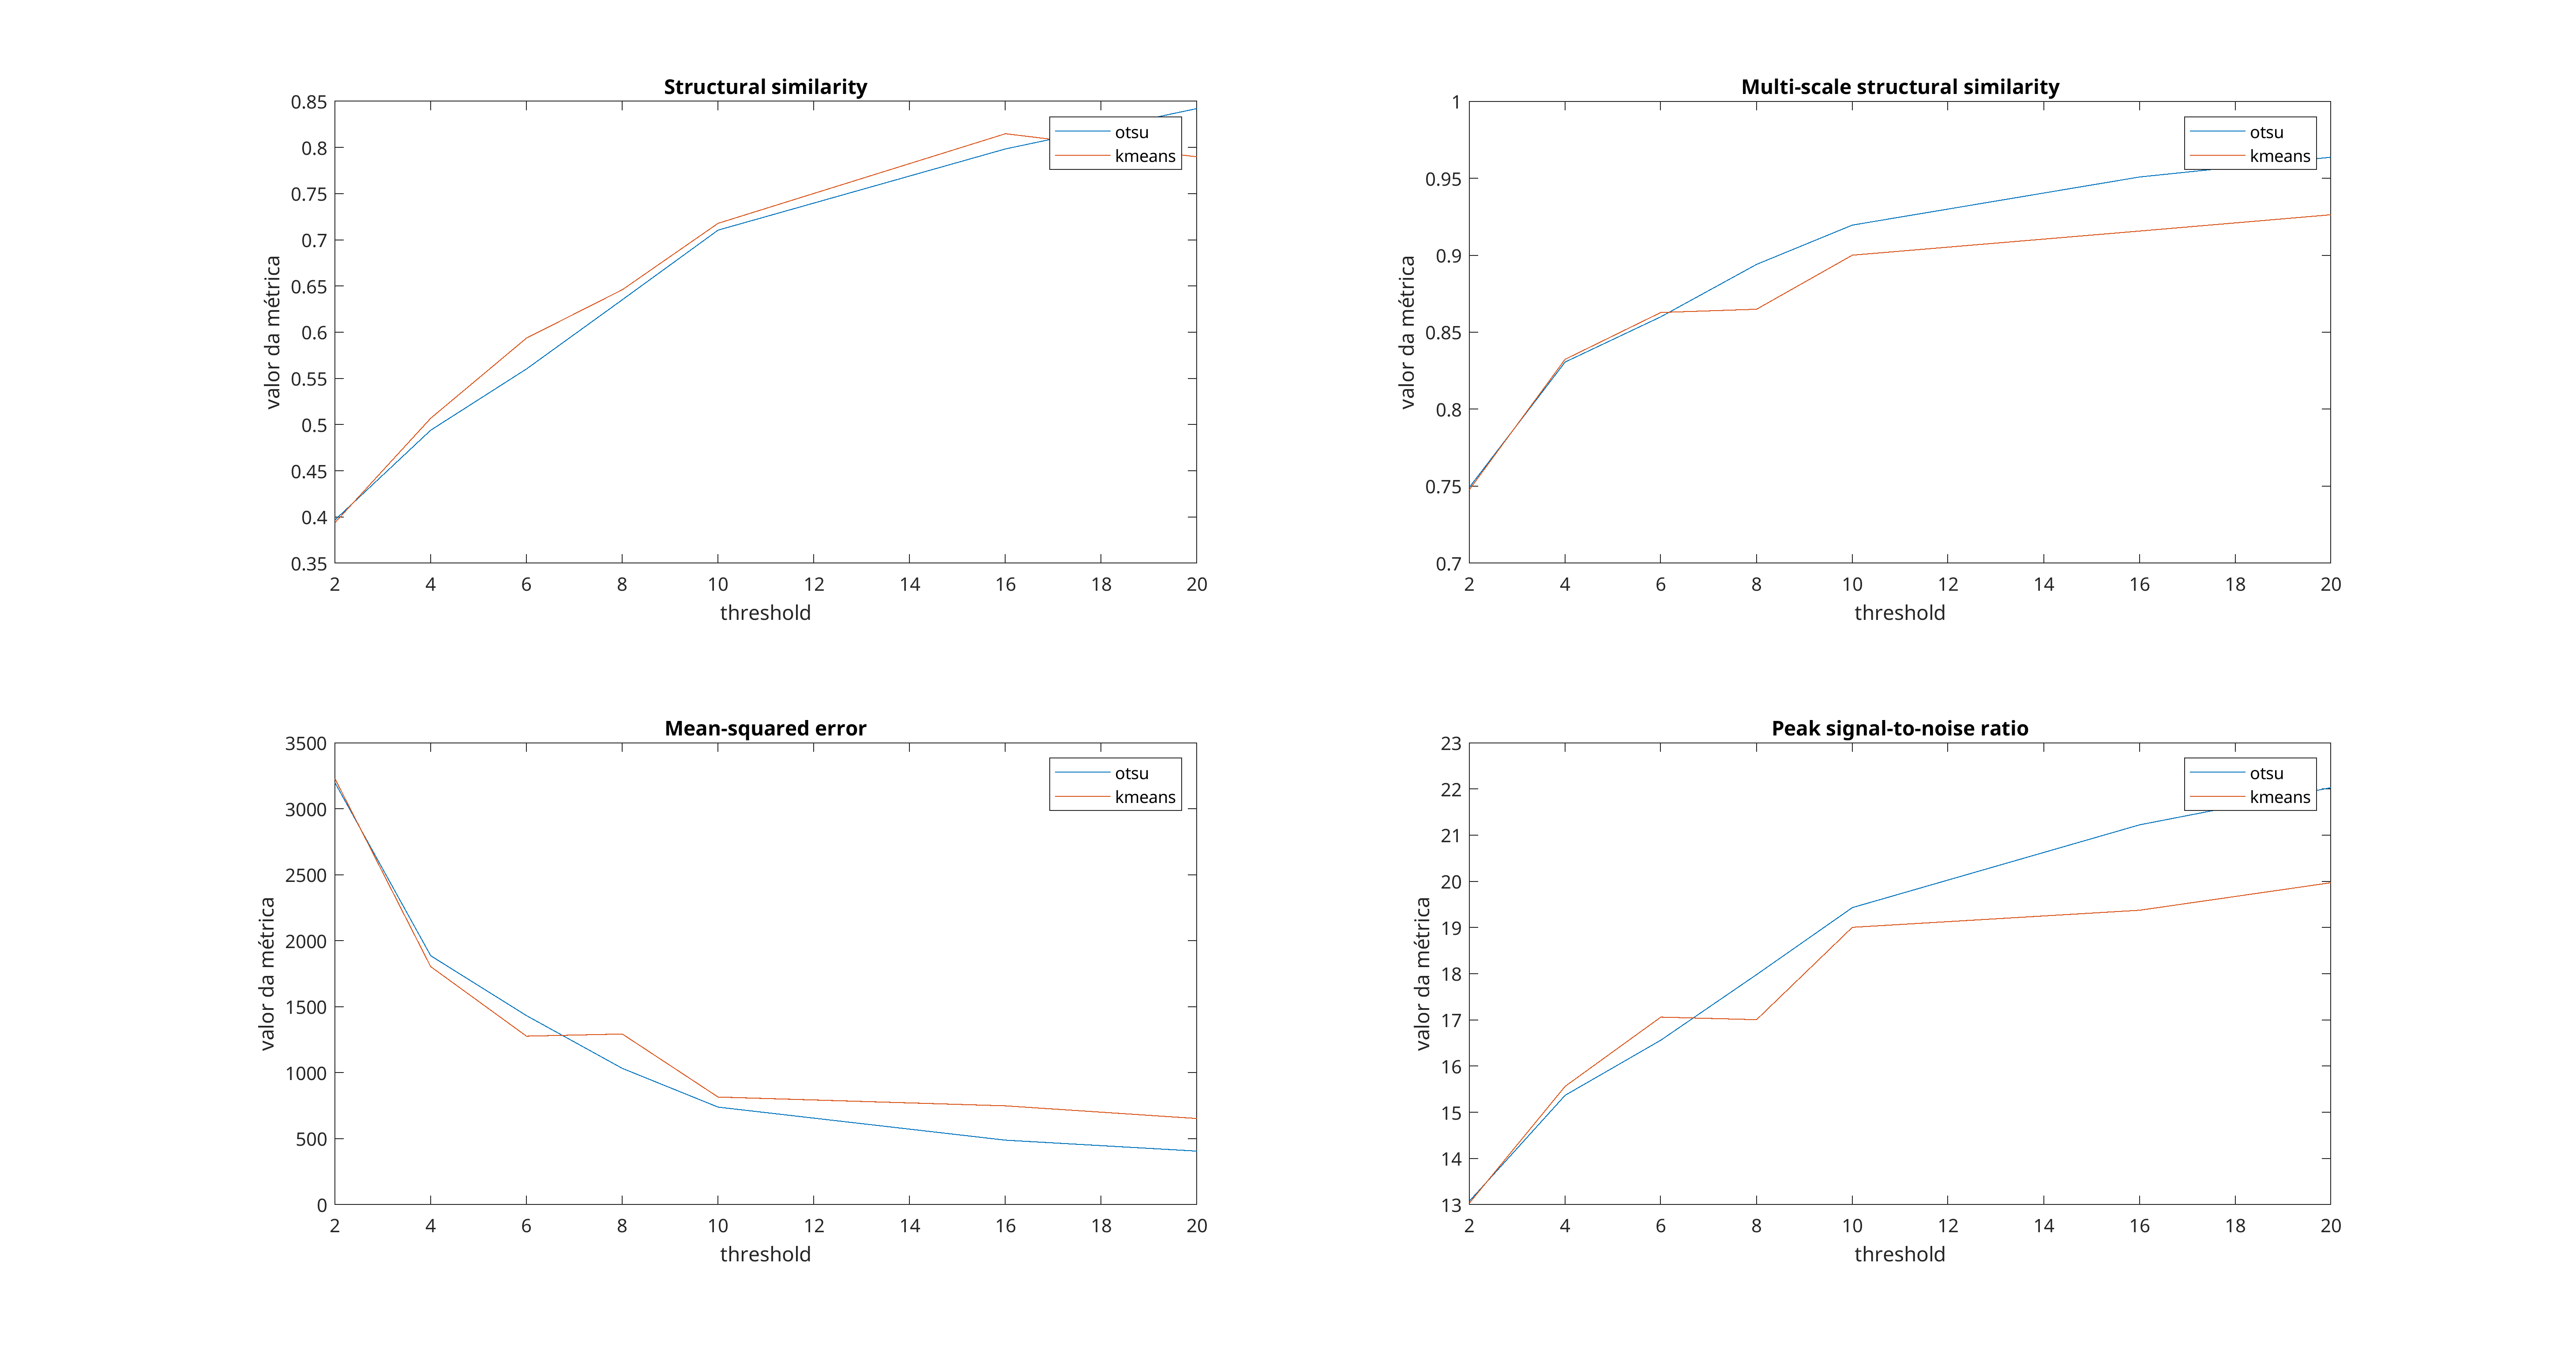 Structural similarity
0.85
0.8
0.75
0.7
0.65
0.6
0.55
0.5
0.45
0.4
0.35
valor da métrica
otsu
kmeans
2 4 6 8 10 12 14 16 18 20
threshold
Multi-scale structural similarity
1
0.95
0.9
0.85
0.8
0.75
0.7
valor da métrica
otsu
kmeans
2 4 6 8 10 12 14 16 18 20
threshold
Mean-squared error
3500
3000
2500
2000
1500
1000
500
0
valor da métrica
otsu
kmeans
2 4 6 8 10 12 14 16 18 20
threshold
Peak signal-to-noise ratio
23
22
21
20
19
18
17
16
15
14
13
valor da métrica
otsu
kmeans
2 4 6 8 10 12 14 16 18 20
threshold